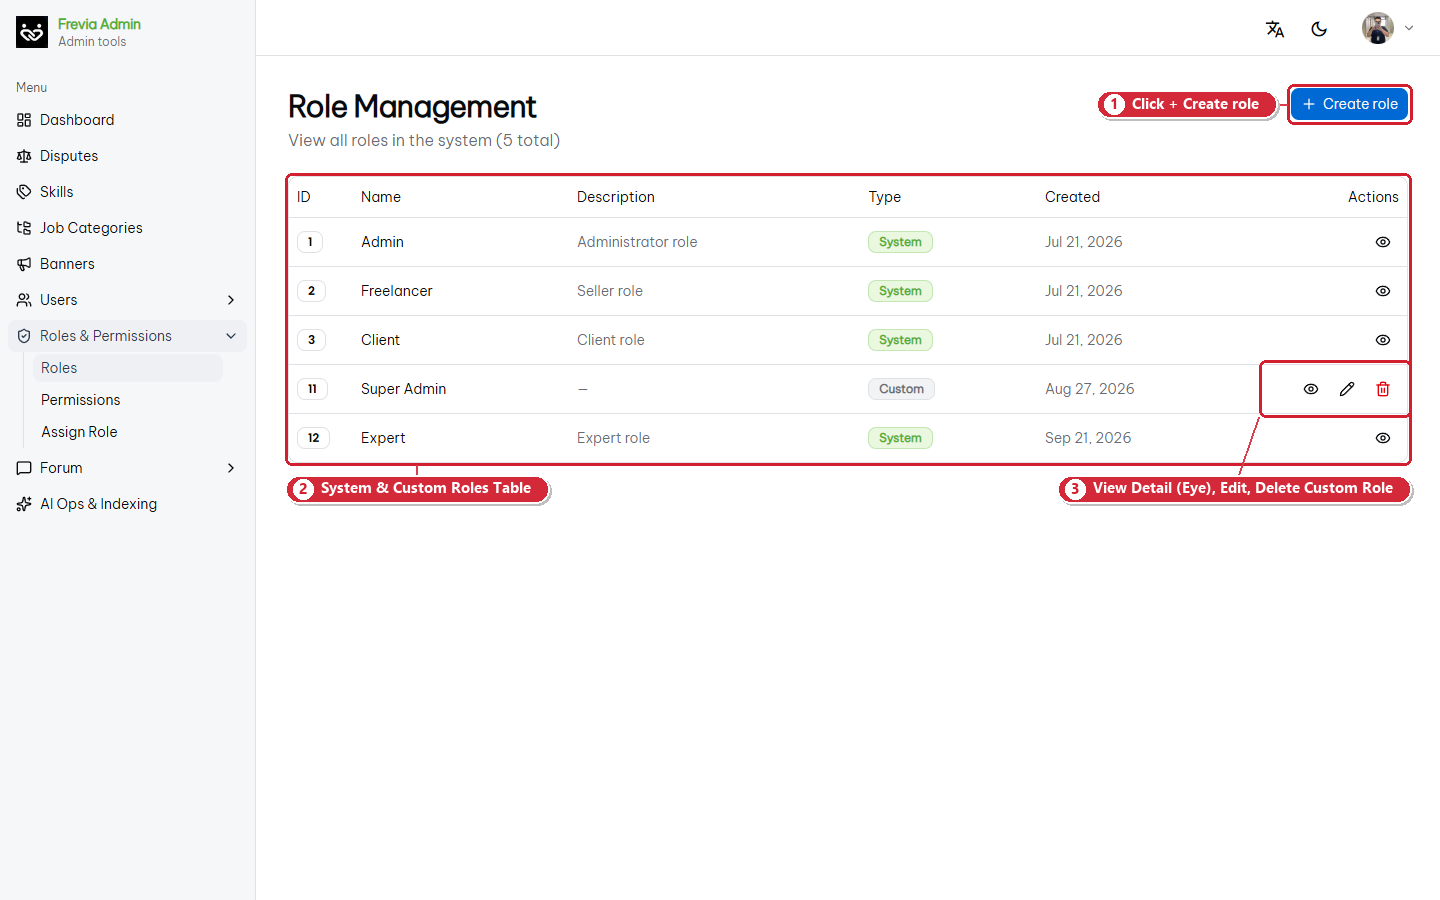 Frevia Admin
Admin tools
Menu
Dashboard
Disputes
Skills
Job Categories
Banners
Users
Roles & Permissions
Roles
Permissions
Assign Role
Forum
AI Ops & Indexing
Role Management
View all roles in the system (5 total)
1 Click + Create role
+ Create role
ID Name Description Type Created Actions
1 Admin Administrator role System Jul 21, 2026
2 Freelancer Seller role System Jul 21, 2026
3 Client Client role System Jul 21, 2026
11 Super Admin — Custom Aug 27, 2026
12 Expert Expert role System Sep 21, 2026
2 System & Custom Roles Table
3 View Detail (Eye), Edit, Delete Custom Role